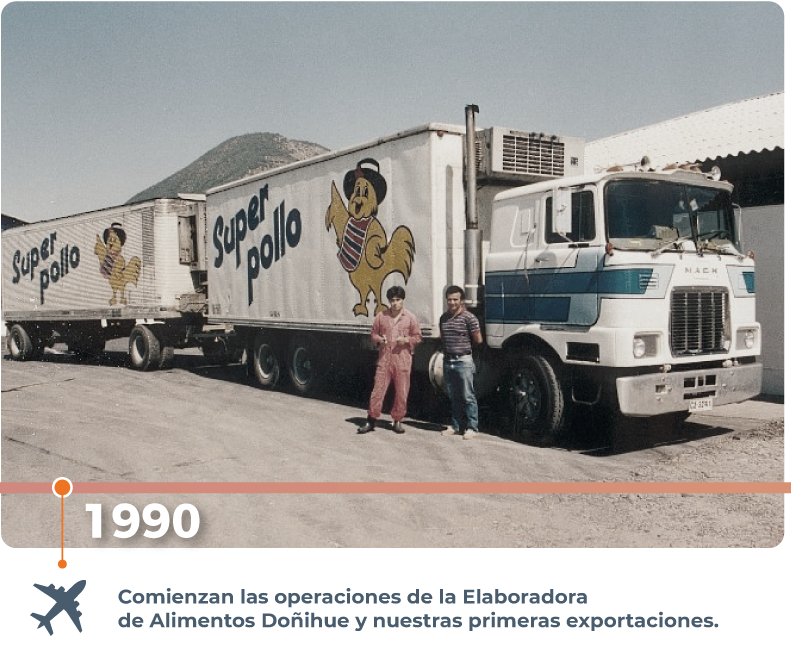 Super
pollo
Super
pollo
MACK
1990
Comienzan las operaciones de la Elaboradora
de Alimentos Doñihue y nuestras primeras exportaciones.